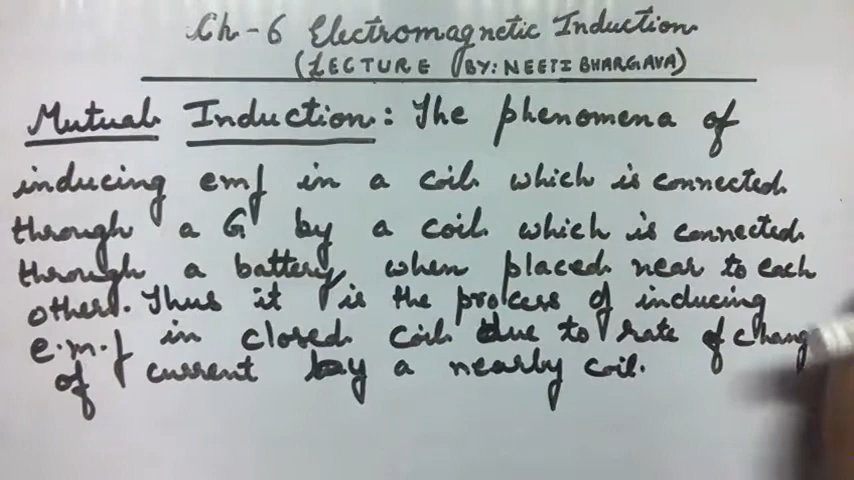 Ch-6 Electromagnetic Induction
(LECTURE BY: NEETI BHARGAVA)
Mutual Induction: The phenomena of
inducing emf in a coil which is connected
through a G by a coil which is connected
through a battery when placed near to each
other. Thus it is the process of inducing
e.m.f in closed coil due to rate of chang
of current by a nearby coil.